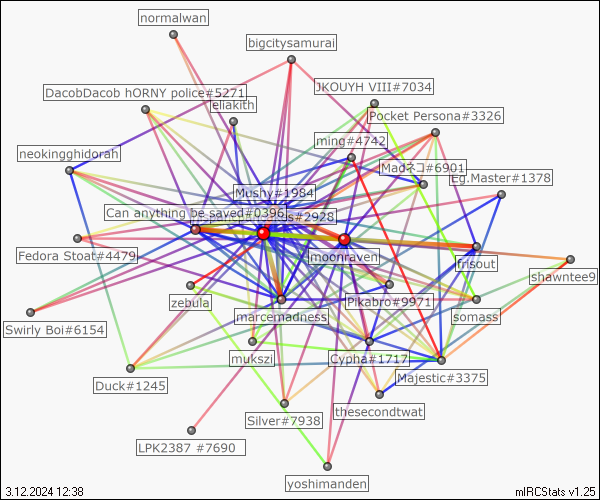 normalwan
bigcitysamurai
JKOUYH VIII#7034
DacobDacob hORNY police#5271
eliakith
Pocket Persona#3326
ming#4742
neokingghidorah
Madネコ#6901
Eg.Master#1378
Mushy#1984
Can anything be saved#0396
s#2928
Fedora Stoat#4479
moonraven
frisout
shawntee9
zebula
Pikabro#9971
marcemadness
somass
Swirly Boi#6154
mukszi
Cypha#1717
Majestic#3375
Duck#1245
Silver#7938
thesecondtwat
LPK2387 #7690
yoshimanden
3.12.2024 12:38
mIRCStats v1.25